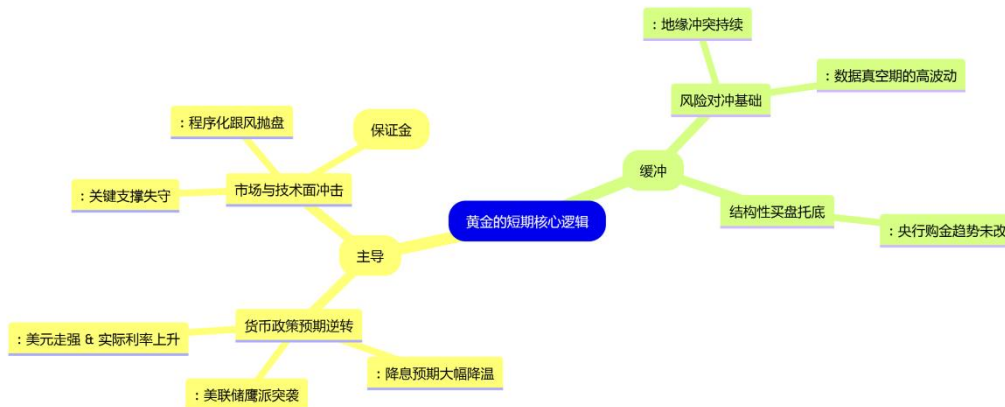 ：地缘冲突持续
：数据真空期的高波动
风险对冲基础
：程序化跟风抛盘
保证金
缓冲
：关键支撑失守
市场与技术面冲击
结构性买盘托底
黄金的短期核心逻辑
：央行购金趋势未改
主导
货币政策预期逆转
：美元走强 & 实际利率上升
：降息预期大幅降温
：美联储鹰派突袭